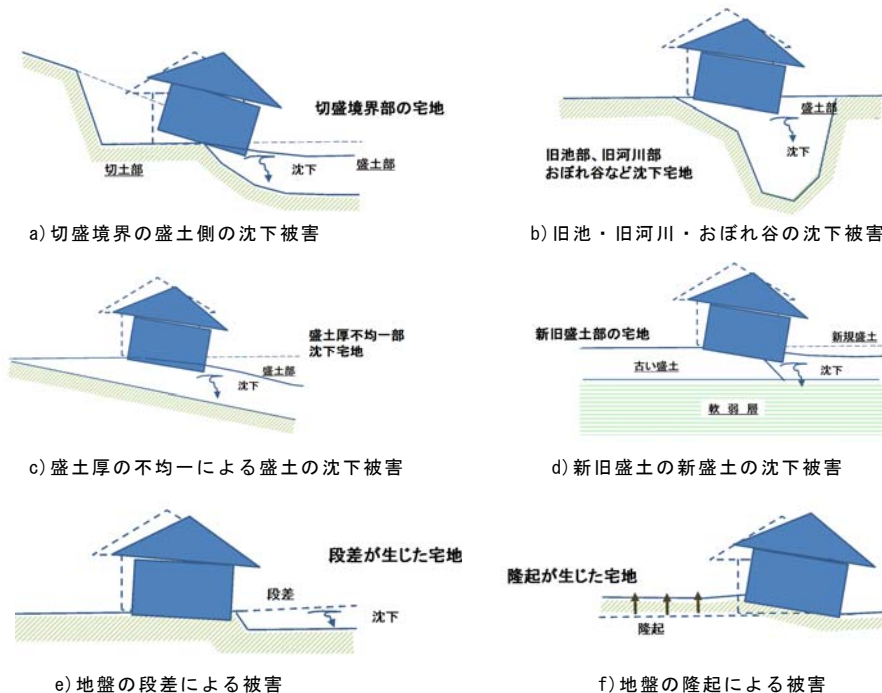 切盛境界部の宅地
切土部
沈下
盛土部
a)切盛境界の盛土側の沈下被害
盛土部
沈下
旧池部、旧河川部
おぼれ谷など沈下宅地
b)旧池・旧河川・おぼれ谷の沈下被害
盛土厚不均一部
沈下宅地
盛土部
沈下
c)盛土厚の不均一による盛土の沈下被害
新旧盛土部の宅地
新規盛土
古い盛土
沈下
軟弱層
d)新旧盛土の新盛土の沈下被害
段差が生じた宅地
段差
沈下
e)地盤の段差による被害
隆起が生じた宅地
隆起
f)地盤の隆起による被害